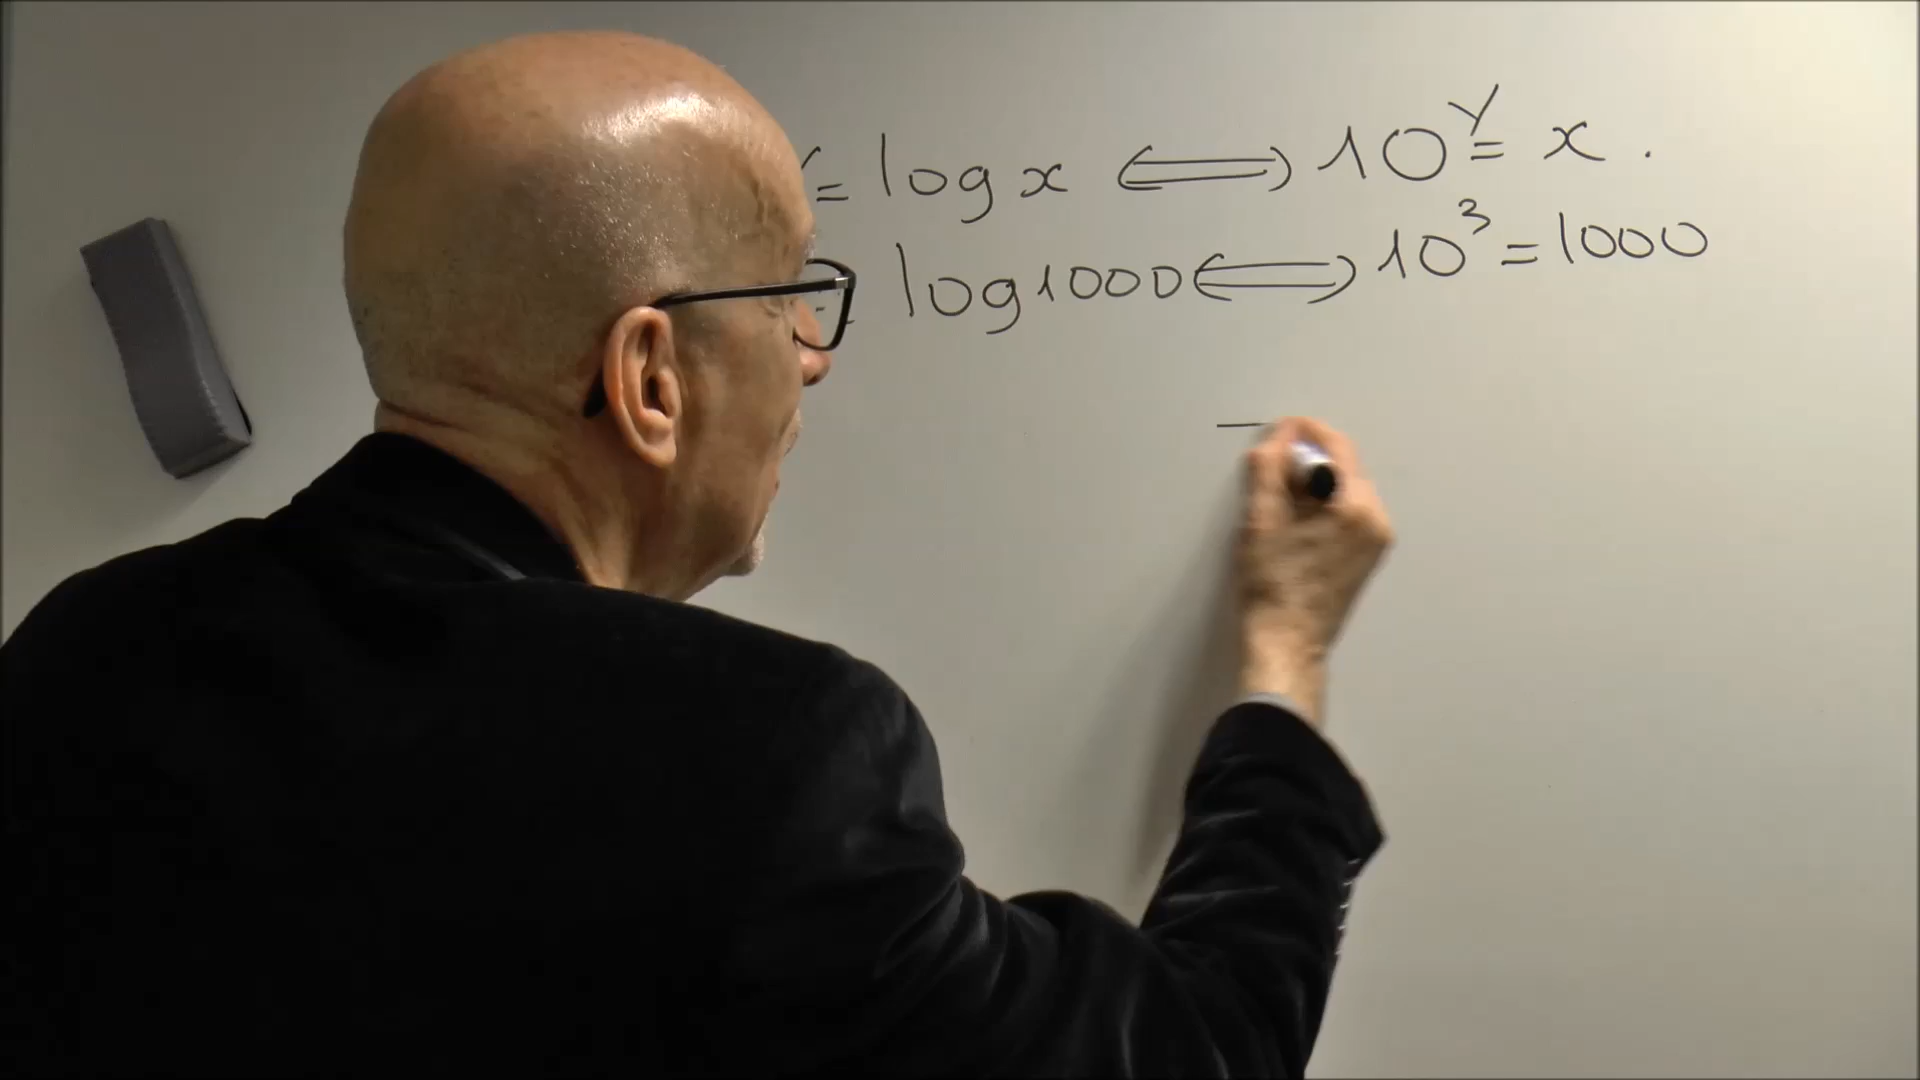 = log x ⟺ 10^y = x .
= log 1000 ⟺ 10^3 = 1000